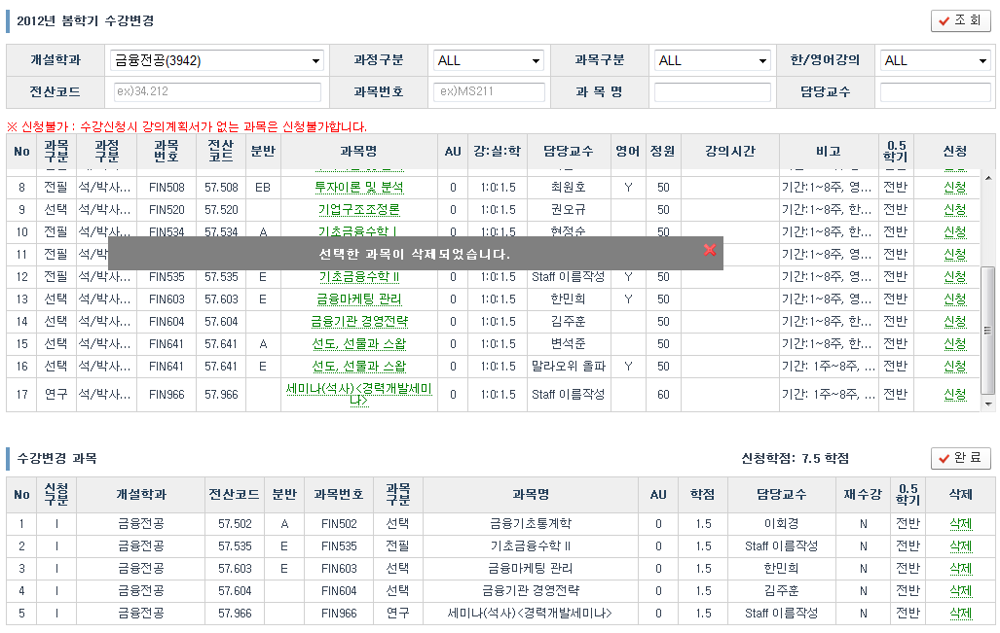 2012년 봄학기 수강변경
조 회
개설학과 금융전공(3942) 과정구분 ALL 과목구분 ALL 한/영어강의 ALL
전산코드 ex)34.212 과목번호 ex)MS211 과 목 명 담당교수
※ 신청불가 : 수강신청시 강의계획서가 없는 과목은 신청불가합니다.
No 과목구분 과정구분 과목번호 전산코드 분반 과목명 AU 강:실:학 담당교수 영어 정원 강의시간 비고 0.5학기 신청
8 전필 석/박사... FIN508 57.508 EB 투자이론 및 분석 0 1:0:1.5 최원호 Y 50 기간:1~8주, 영... 전반 신청
9 선택 석/박사... FIN520 57.520 기업구조조정론 0 1:0:1.5 권오규 50 기간:1~8주, 한... 전반 신청
10 전필 석/박사... FIN534 57.534 A 기초금융수학 I 0 1:0:1.5 현정순 50 기간:1~8주, 한... 전반 신청
11 전필 석/박 기간:1~8주, 영... 전반 신청
선택한 과목이 삭제되었습니다.
12 전필 석/박사... FIN535 57.535 E 기초금융수학 II 0 1:0:1.5 Staff 이름작성 Y 50 기간:1~8주, 영... 전반 신청
13 선택 석/박사... FIN603 57.603 E 금융마케팅 관리 0 1:0:1.5 한민희 Y 50 기간:1~8주, 영... 전반 신청
14 선택 석/박사... FIN604 57.604 금융기관 경영전략 0 1:0:1.5 김주훈 50 기간:1~8주, 한... 전반 신청
15 선택 석/박사... FIN641 57.641 A 선도, 선물과 스왑 0 1:0:1.5 변석준 50 기간:1~8주, 한... 전반 신청
16 선택 석/박사... FIN641 57.641 E 선도, 선물과 스왑 0 1:0:1.5 말라오위 올파 Y 50 기간: 1주~8주, ... 전반 신청
17 연구 석/박사... FIN966 57.966 세미나(석사)<경력개발세미나> 0 1:0:1.5 Staff 이름작성 60 기간: 1주~8주, ... 전반 신청
수강변경 과목
신청학점: 7.5 학점
완 료
No 신청구분 개설학과 전산코드 분반 과목번호 과목구분 과목명 AU 학점 담당교수 재수강 0.5학기 삭제
1 I 금융전공 57.502 A FIN502 선택 금융기초통계학 0 1.5 이회경 N 전반 삭제
2 I 금융전공 57.535 E FIN535 전필 기초금융수학 II 0 1.5 Staff 이름작성 N 전반 삭제
3 I 금융전공 57.603 E FIN603 선택 금융마케팅 관리 0 1.5 한민희 N 전반 삭제
4 I 금융전공 57.604 FIN604 선택 금융기관 경영전략 0 1.5 김주훈 N 전반 삭제
5 I 금융전공 57.966 FIN966 연구 세미나(석사)<경력개발세미나> 0 1.5 Staff 이름작성 N 전반 삭제